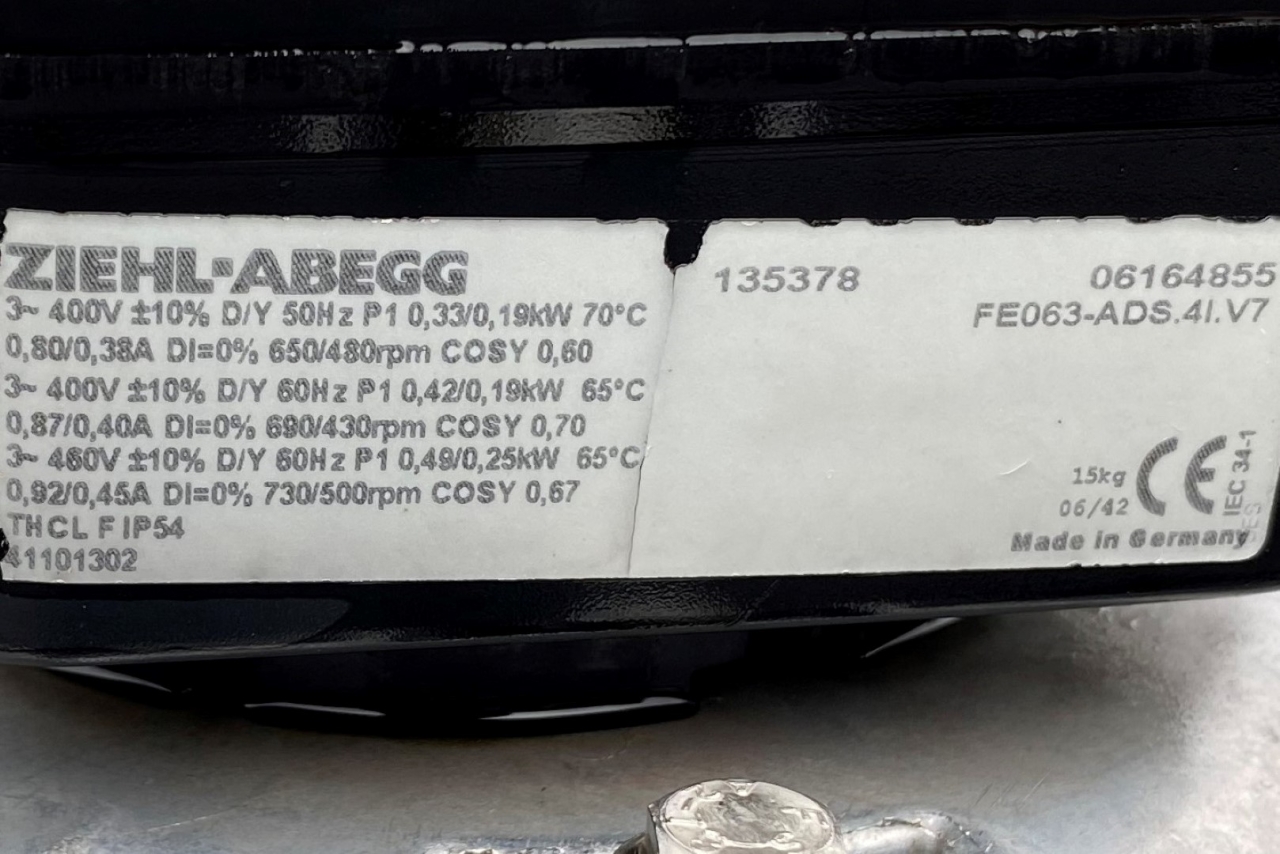 ZIEHL-ABEGG
3~ 400V ±10% D/Y 50Hz P1 0,33/0,19kW 70°C
0,80/0,38A DI=0% 650/480rpm COSY 0,60
3~ 400V ±10% D/Y 60Hz P1 0,42/0,19kW 65°C
0,87/0,40A DI=0% 690/430rpm COSY 0,70
3~ 460V ±10% D/Y 60Hz P1 0,49/0,25kW 65°C
0,92/0,45A DI=0% 730/500rpm COSY 0,67
THCL F IP54
41101302
135378
06164855
FE063-ADS.4I.V7
15kg
06/42
CE
IEC 34-1
Made in Germany